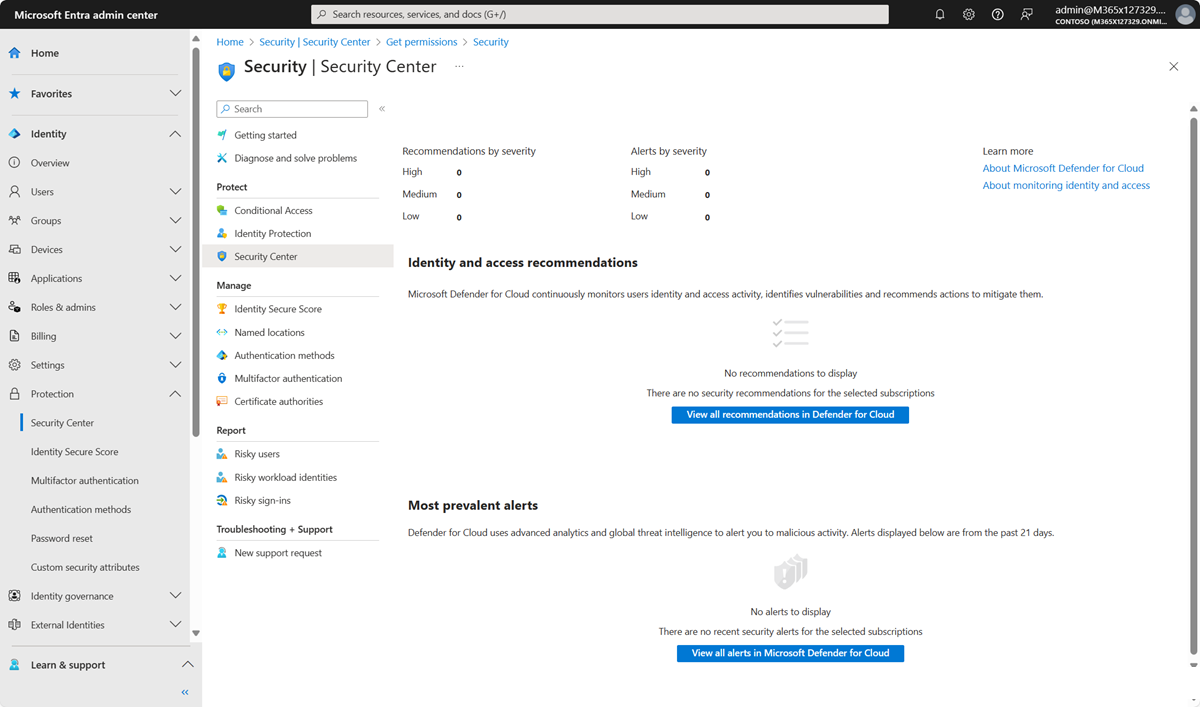 Microsoft Entra admin center
Search resources, services, and docs (G+/)
admin@M365x127329....
CONTOSO (M365X127329.ONMI...
Home
Favorites
Identity
Overview
Users
Groups
Devices
Applications
Roles & admins
Billing
Settings
Protection
Security Center
Identity Secure Score
Multifactor authentication
Authentication methods
Password reset
Custom security attributes
Identity governance
External Identities
Learn & support
Home > Security | Security Center > Get permissions > Security
Security | Security Center ...
Search
Getting started
Diagnose and solve problems
Protect
Conditional Access
Identity Protection
Security Center
Manage
Identity Secure Score
Named locations
Authentication methods
Multifactor authentication
Certificate authorities
Report
Risky users
Risky workload identities
Risky sign-ins
Troubleshooting + Support
New support request
Recommendations by severity
High 0
Medium 0
Low 0
Alerts by severity
High 0
Medium 0
Low 0
Learn more
About Microsoft Defender for Cloud
About monitoring identity and access
Identity and access recommendations
Microsoft Defender for Cloud continuously monitors users identity and access activity, identifies vulnerabilities and recommends actions to mitigate them.
No recommendations to display
There are no security recommendations for the selected subscriptions
View all recommendations in Defender for Cloud
Most prevalent alerts
Defender for Cloud uses advanced analytics and global threat intelligence to alert you to malicious activity. Alerts displayed below are from the past 21 days.
No alerts to display
There are no recent security alerts for the selected subscriptions
View all alerts in Microsoft Defender for Cloud